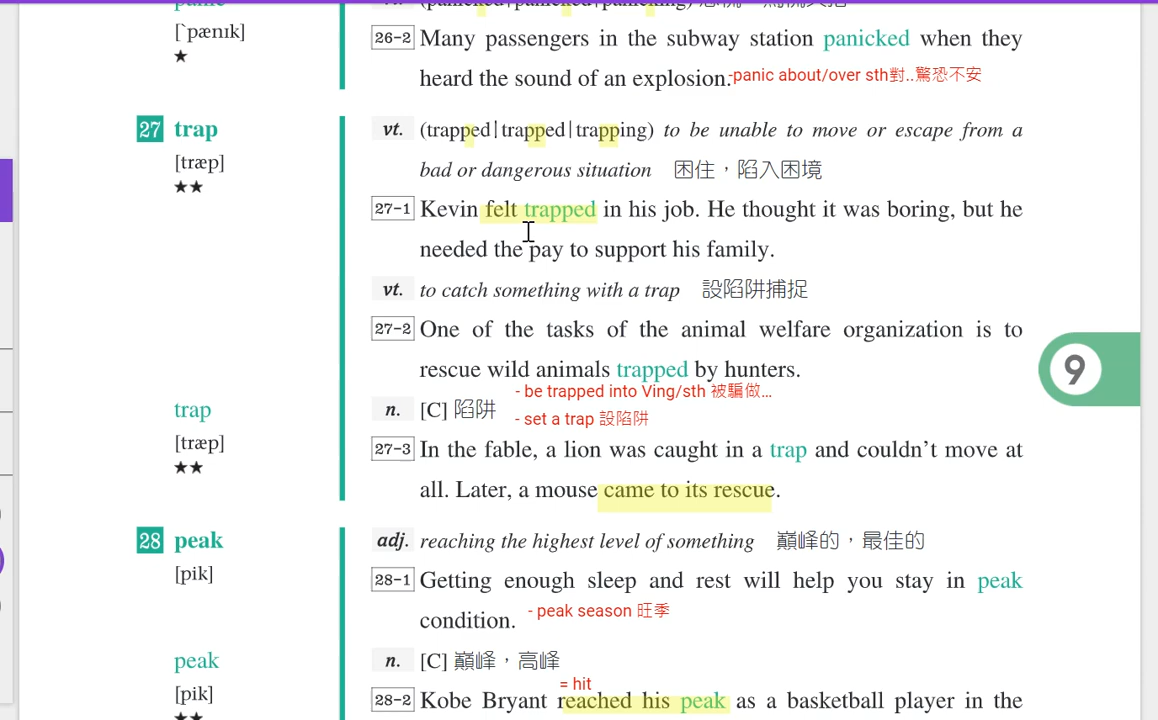 panic
(panicked|panicked|panicking)
[ˋpænɪk]
★
26-2 Many passengers in the subway station panicked when they
heard the sound of an explosion.
-panic about/over sth對..驚恐不安
27 trap
[træp]
★★
vt. (trapped|trapped|trapping) to be unable to move or escape from a
bad or dangerous situation 困住，陷入困境
27-1 Kevin felt trapped in his job. He thought it was boring, but he
needed the pay to support his family.
vt. to catch something with a trap 設陷阱捕捉
27-2 One of the tasks of the animal welfare organization is to
rescue wild animals trapped by hunters.
- be trapped into Ving/sth 被騙做...
- set a trap 設陷阱
trap
[træp]
★★
n. [C] 陷阱
27-3 In the fable, a lion was caught in a trap and couldn't move at
all. Later, a mouse came to its rescue.
28 peak
[pik]
adj. reaching the highest level of something 巔峰的，最佳的
28-1 Getting enough sleep and rest will help you stay in peak
condition.
- peak season 旺季
peak
[pik]
★★
n. [C] 巔峰，高峰
= hit
28-2 Kobe Bryant reached his peak as a basketball player in the
9